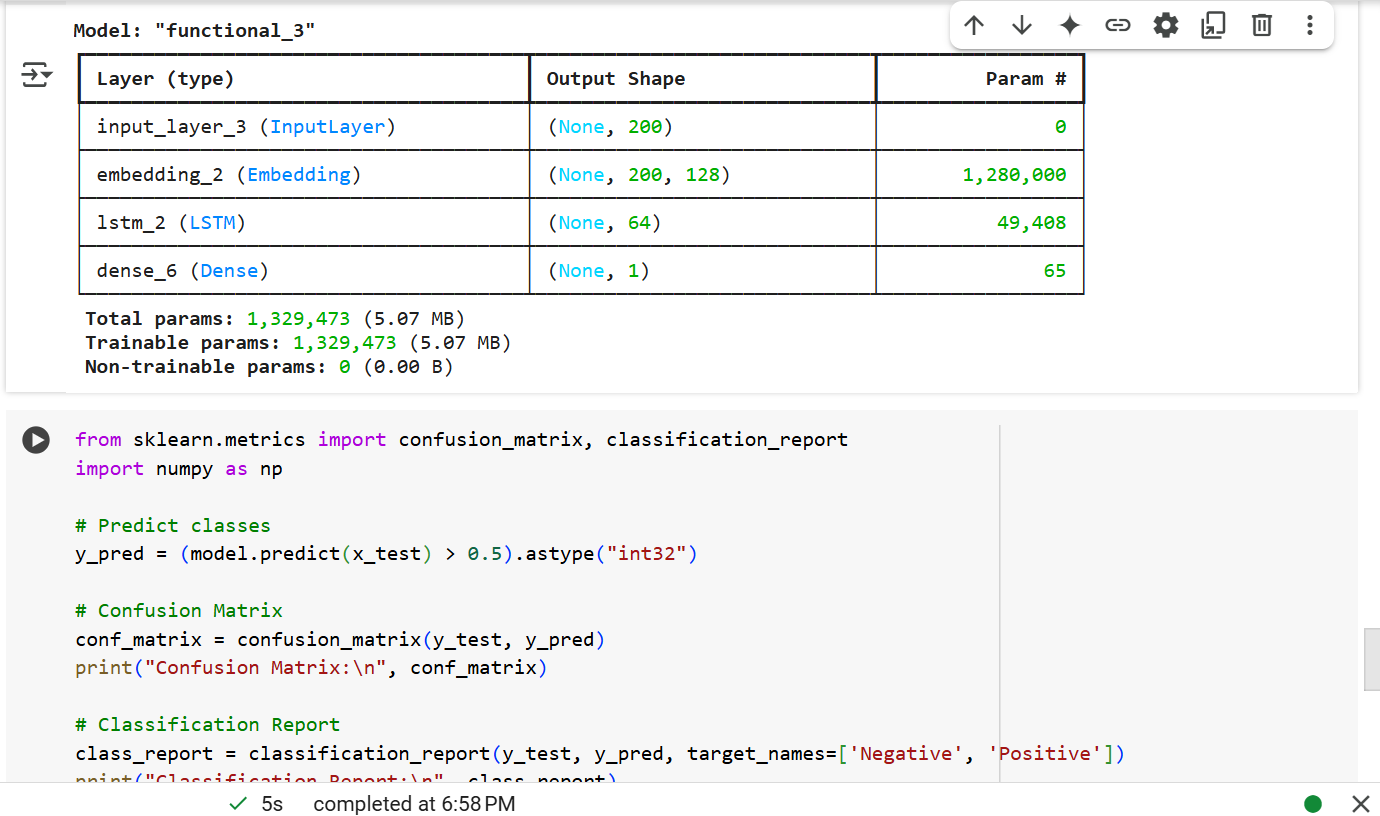 Model: "functional_3"
Layer (type) Output Shape Param #
input_layer_3 (InputLayer) (None, 200) 0
embedding_2 (Embedding) (None, 200, 128) 1,280,000
lstm_2 (LSTM) (None, 64) 49,408
dense_6 (Dense) (None, 1) 65
Total params: 1,329,473 (5.07 MB)
Trainable params: 1,329,473 (5.07 MB)
Non-trainable params: 0 (0.00 B)
from sklearn.metrics import confusion_matrix, classification_report
import numpy as np
# Predict classes
y_pred = (model.predict(x_test) > 0.5).astype("int32")
# Confusion Matrix
conf_matrix = confusion_matrix(y_test, y_pred)
print("Confusion Matrix:\n", conf_matrix)
# Classification Report
class_report = classification_report(y_test, y_pred, target_names=['Negative', 'Positive'])
print("Classification Report:\n", class_report)
5s completed at 6:58 PM